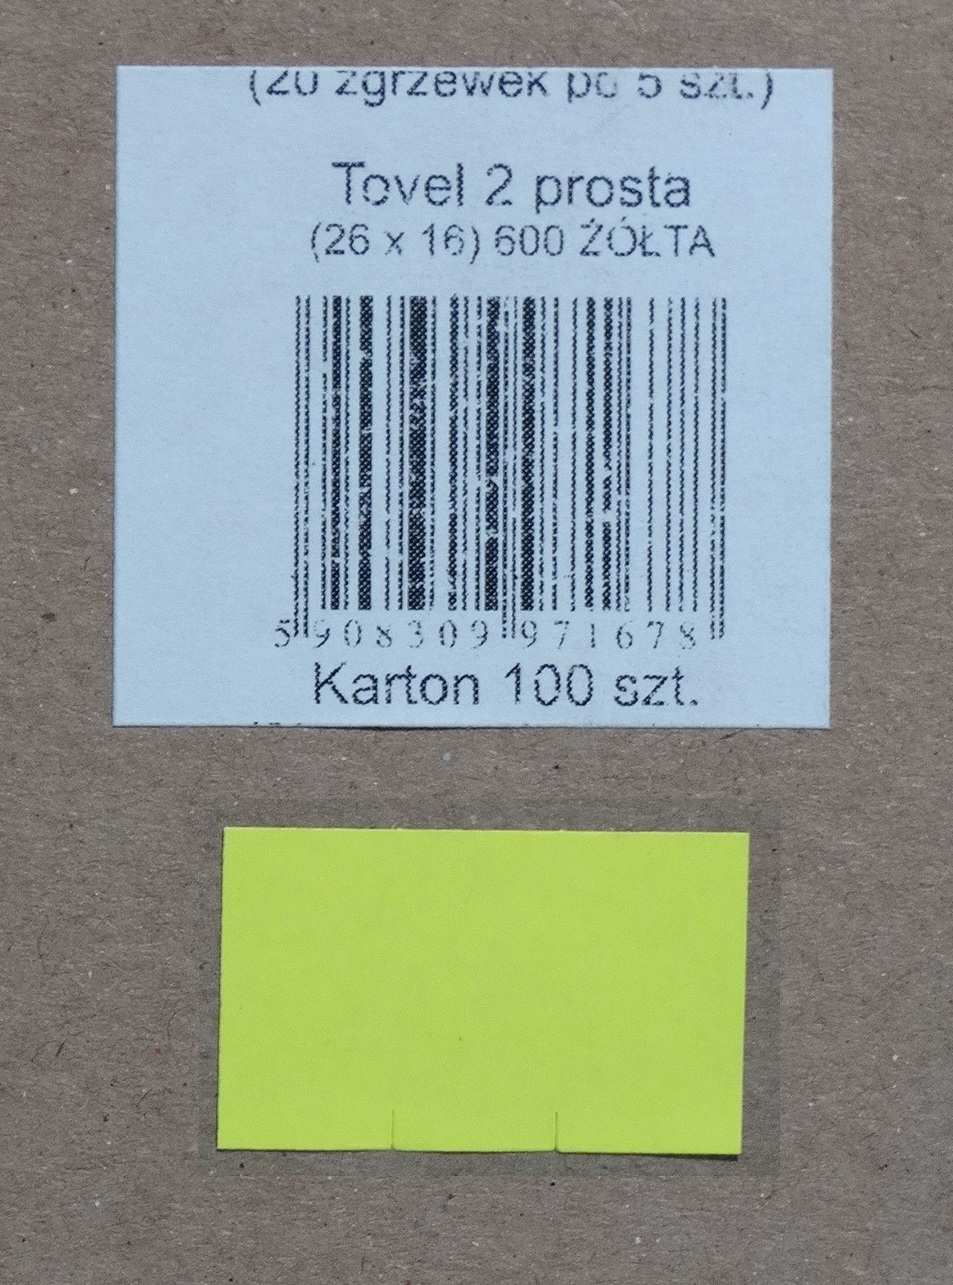 (20 zgrzewek po 5 szt.)
Tovel 2 prosta
(26 x 16) 600 ŻÓŁTA
5 908309 971678
Karton 100 szt.